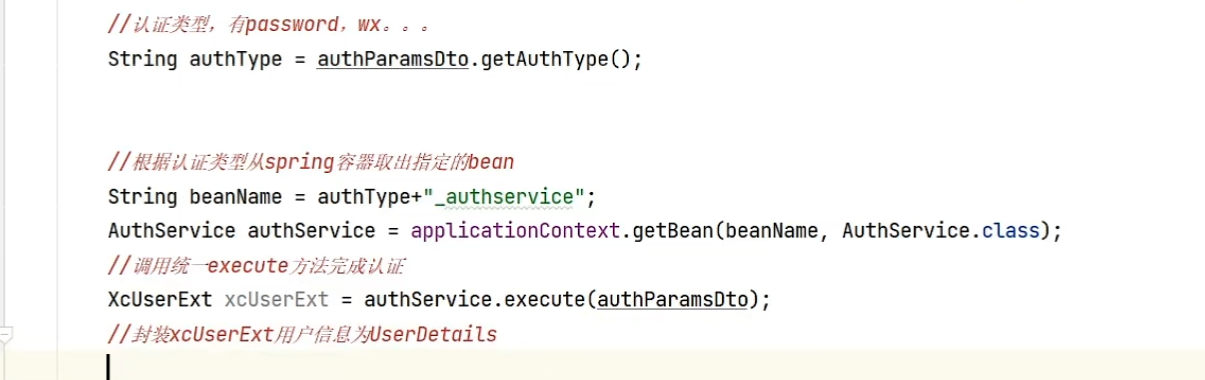 //认证类型，有password，wx。。。
String authType = authParamsDto.getAuthType();
//根据认证类型从spring容器取出指定的bean
String beanName = authType+"_authservice";
AuthService authService = applicationContext.getBean(beanName, AuthService.class);
//调用统一execute方法完成认证
XcUserExt xcUserExt = authService.execute(authParamsDto);
//封装xcUserExt用户信息为UserDetails